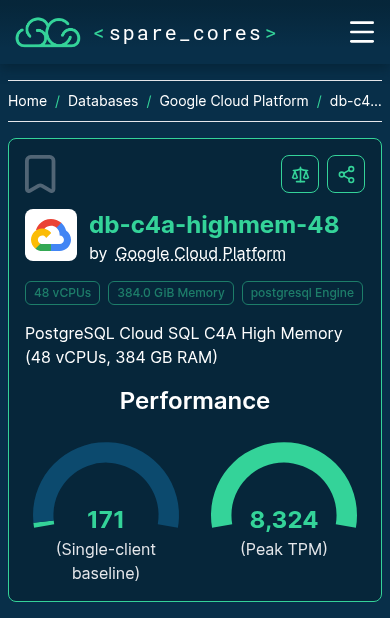 <spare_cores>
Home / Databases / Google Cloud Platform / db-c4...
db-c4a-highmem-48
by Google Cloud Platform
48 vCPUs 384.0 GiB Memory postgresql Engine
PostgreSQL Cloud SQL C4A High Memory
(48 vCPUs, 384 GB RAM)
Performance
171 8,324
(Single-client (Peak TPM)
baseline)